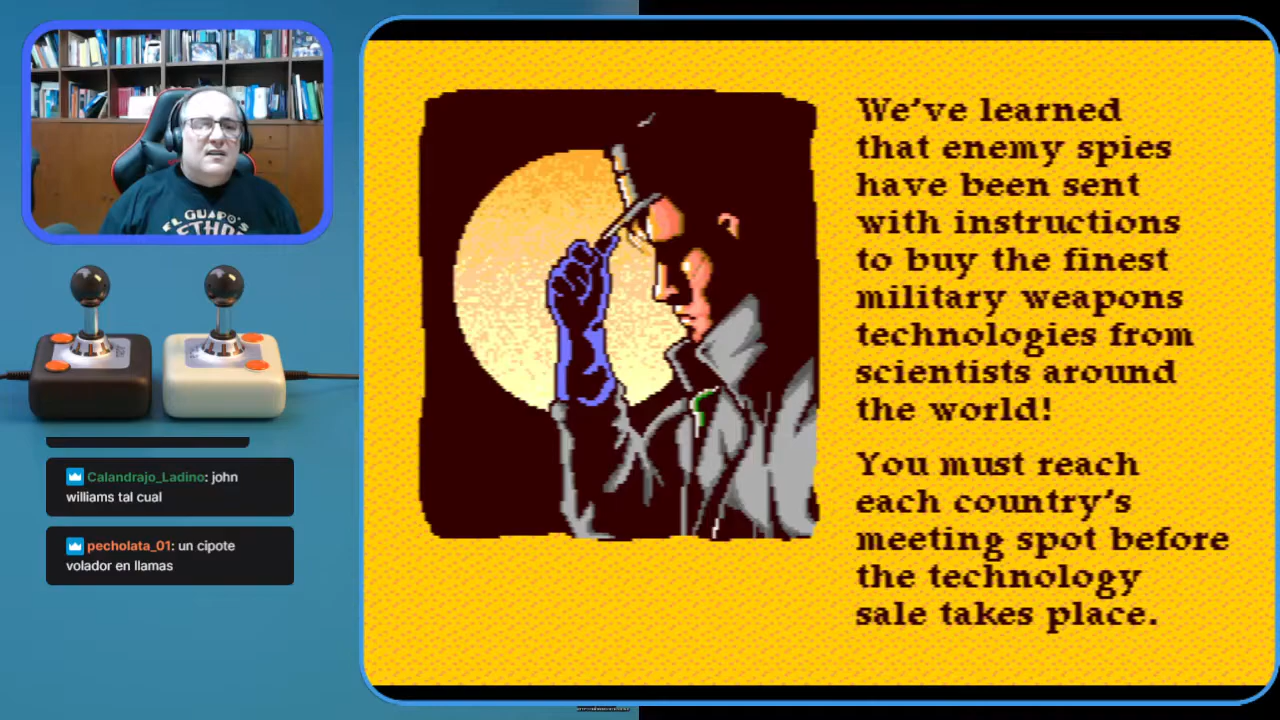 EL GUAPO'S
We've learned
that enemy spies
have been sent
with instructions
to buy the finest
military weapons
technologies from
scientists around
the world!
You must reach
each country's
meeting spot before
the technology
sale takes place.
Calandrajo_Ladino: john
williams tal cual
pecholata_01: un cipote
volador en llamas